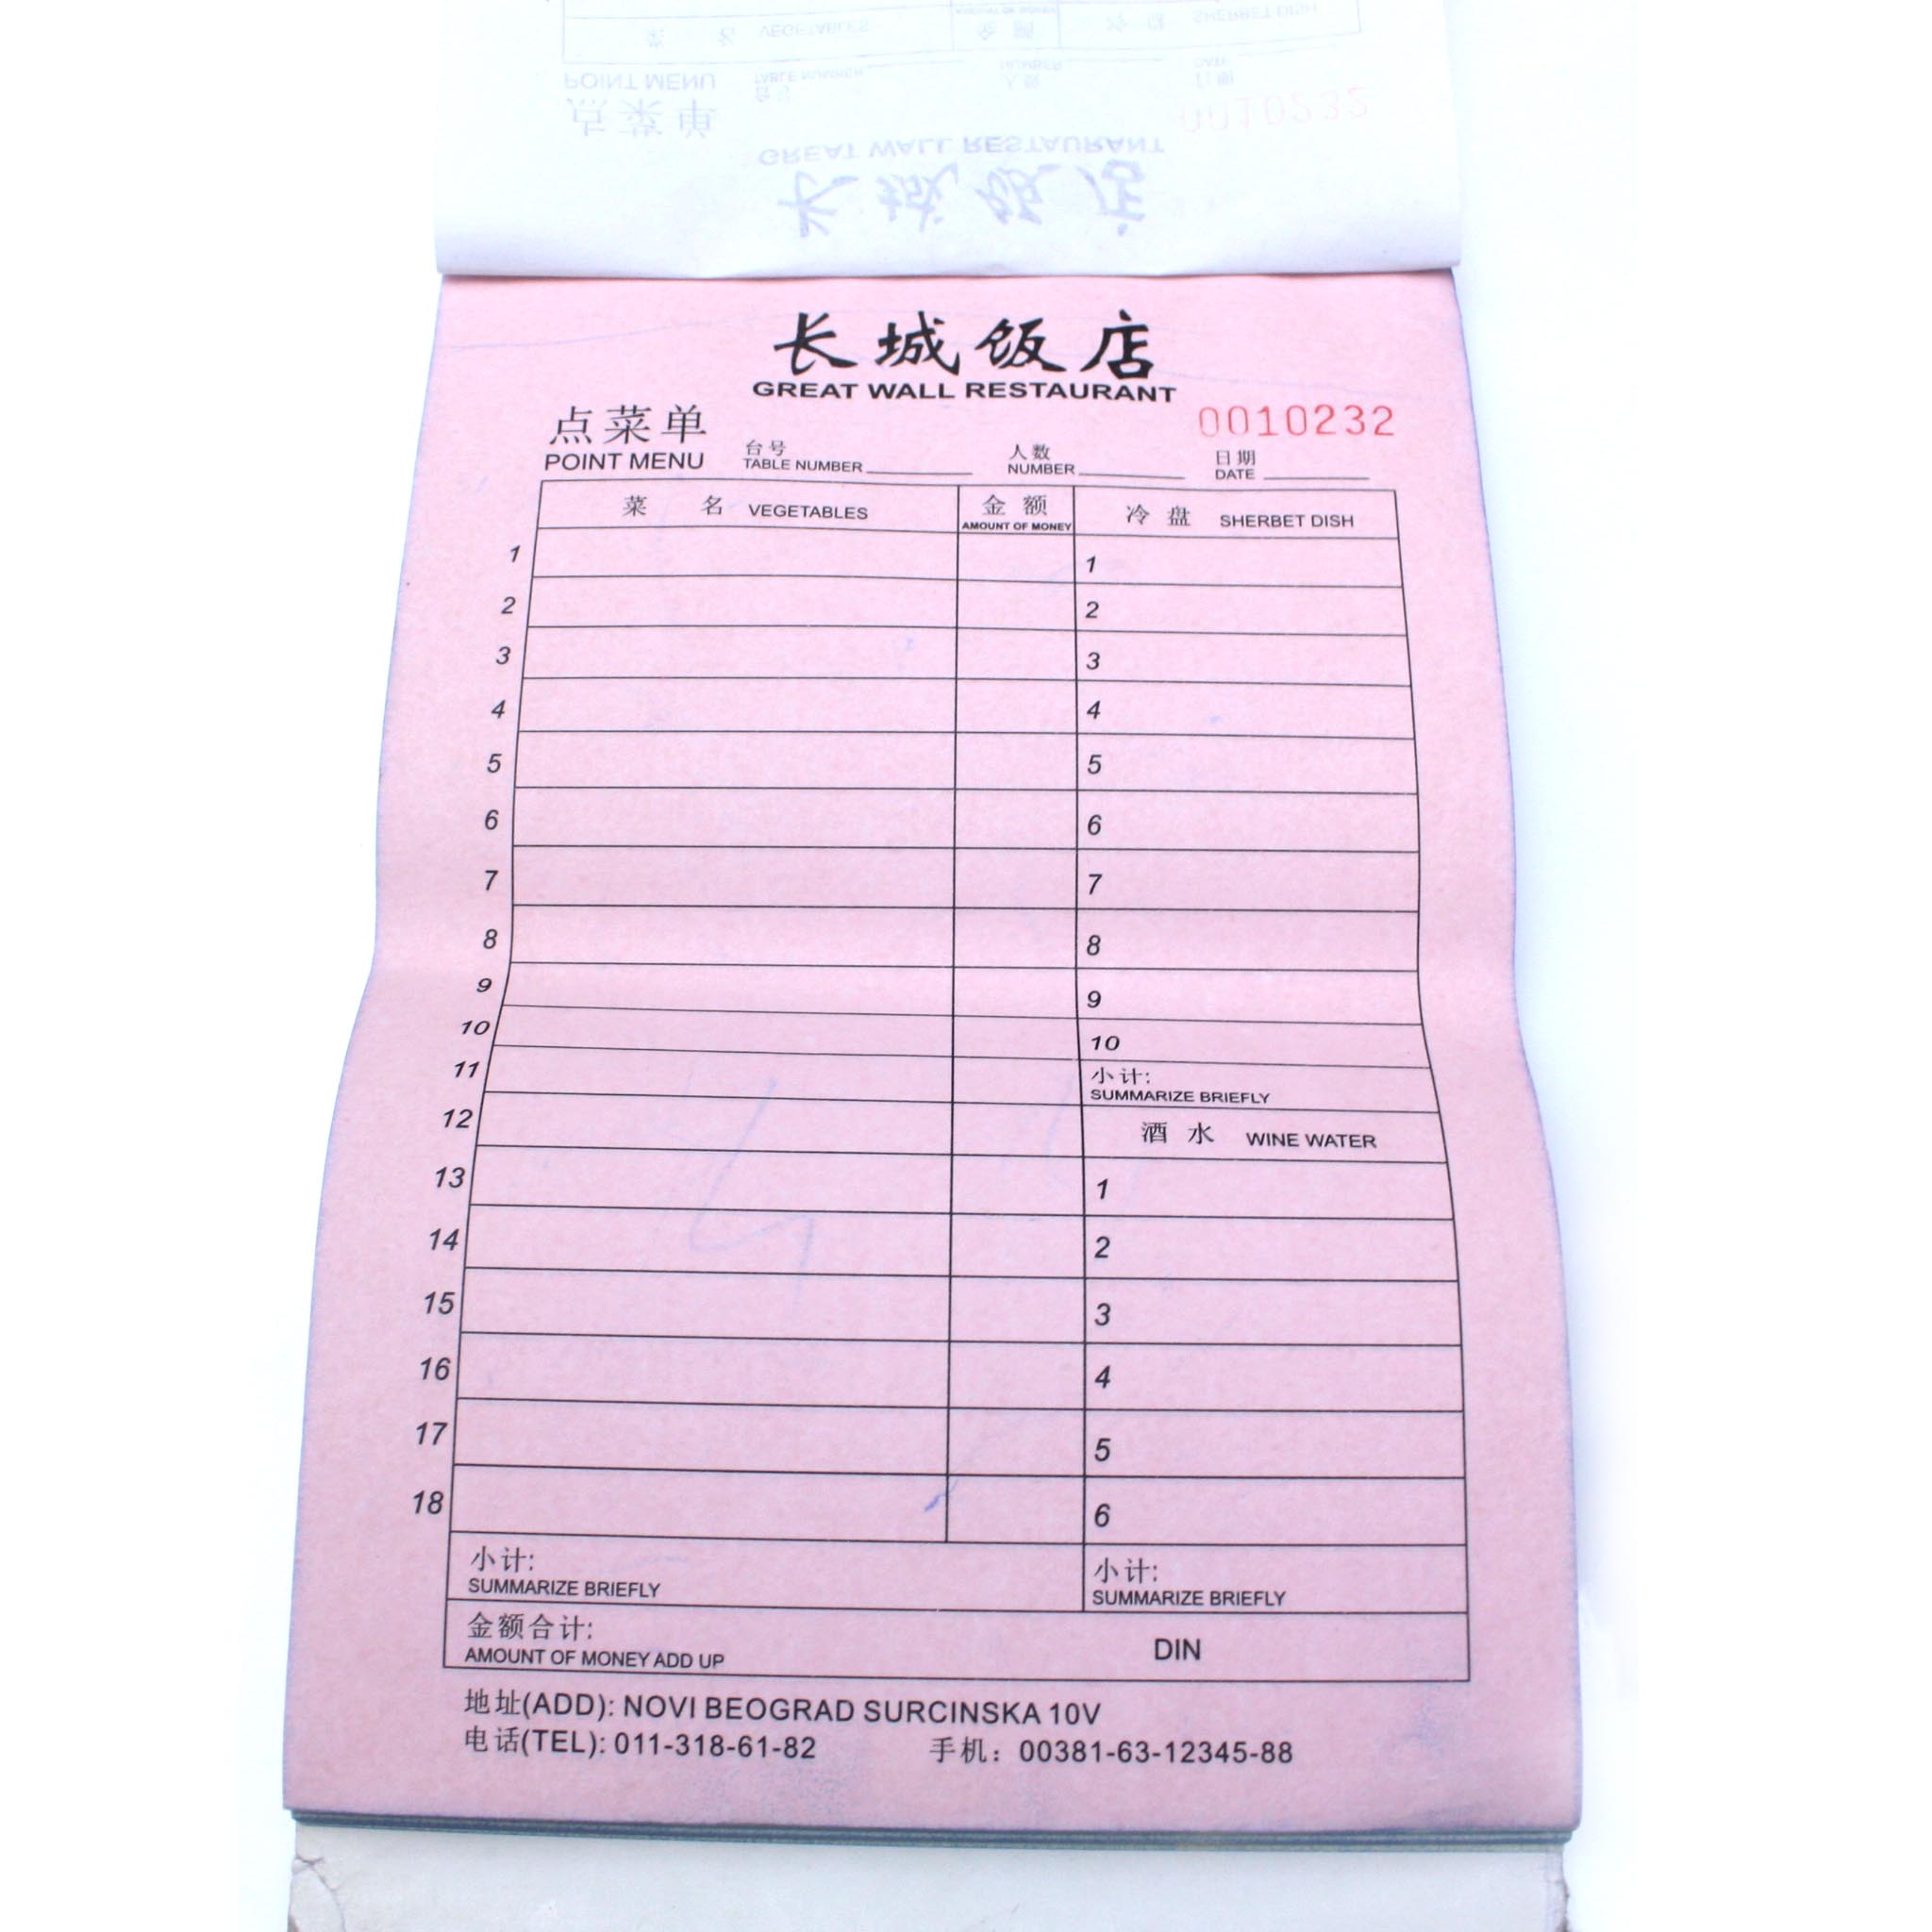 长城饭店
GREAT WALL RESTAURANT
0010232
点菜单
POINT MENU
台号
TABLE NUMBER
人数
NUMBER
日期
DATE
菜 名 VEGETABLES
金额
AMOUNT OF MONEY
冷盘 SHERBET DISH
1
2
3
4
5
6
7
8
9
10
11
12
13
14
15
16
17
18
小计:
SUMMARIZE BRIEFLY
1
2
3
4
5
6
7
8
9
10
小计:
SUMMARIZE BRIEFLY
酒水 WINE WATER
1
2
3
4
5
6
小计:
SUMMARIZE BRIEFLY
金额合计:
AMOUNT OF MONEY ADD UP
DIN
地址(ADD): NOVI BEOGRAD SURCINSKA 10V
电话(TEL): 011-318-61-82 手机：00381-63-12345-88